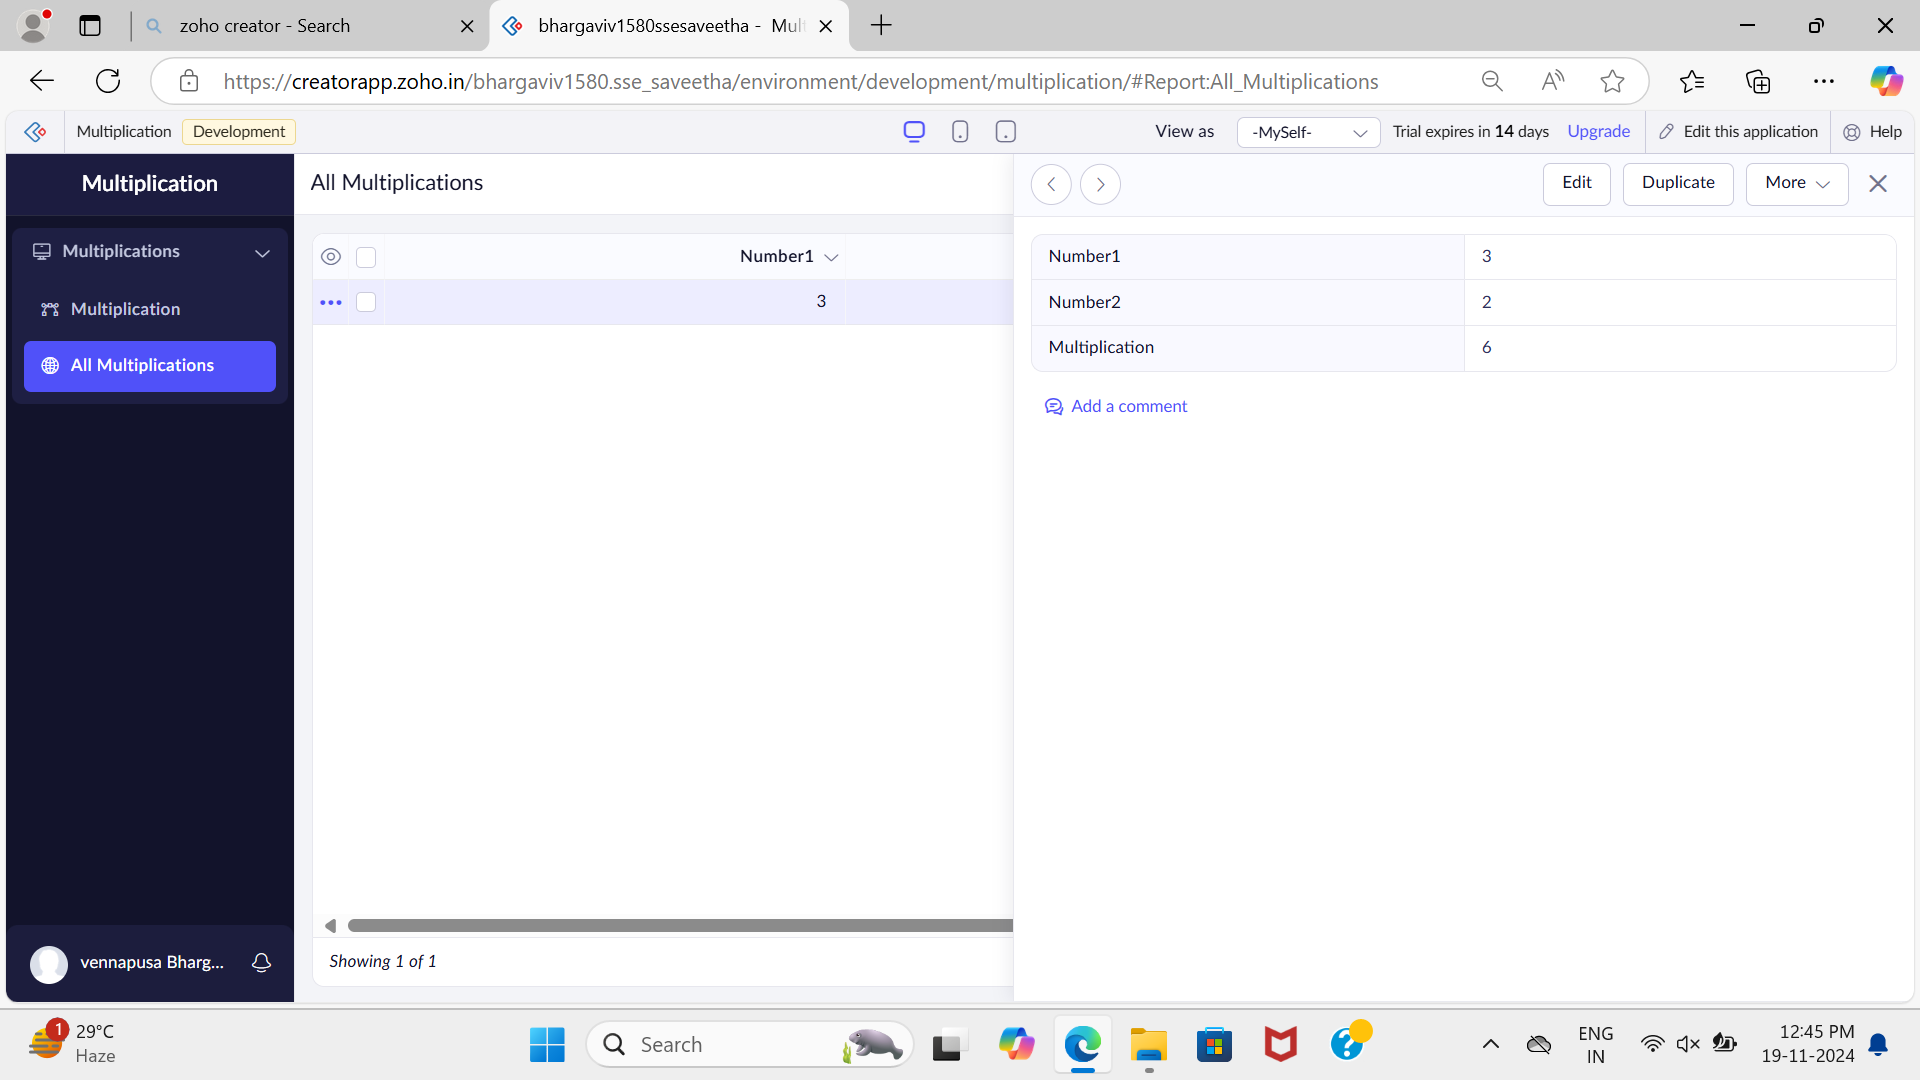 zoho creator - Search
bhargaviv1580ssesaveetha - Mult
https://creatorapp.zoho.in/bhargaviv1580.sse_saveetha/environment/development/multiplication/#Report:All_Multiplications
Multiplication Development
View as -MySelf- Trial expires in 14 days Upgrade Edit this application Help
Multiplication
All Multiplications
Edit Duplicate More
Multiplications
Multiplication
All Multiplications
Number1
3
Number1 3
Number2 2
Multiplication 6
Add a comment
Showing 1 of 1
vennapusa Bharg...
1
29°C
Haze
Search
ENG
IN
12:45 PM
19-11-2024